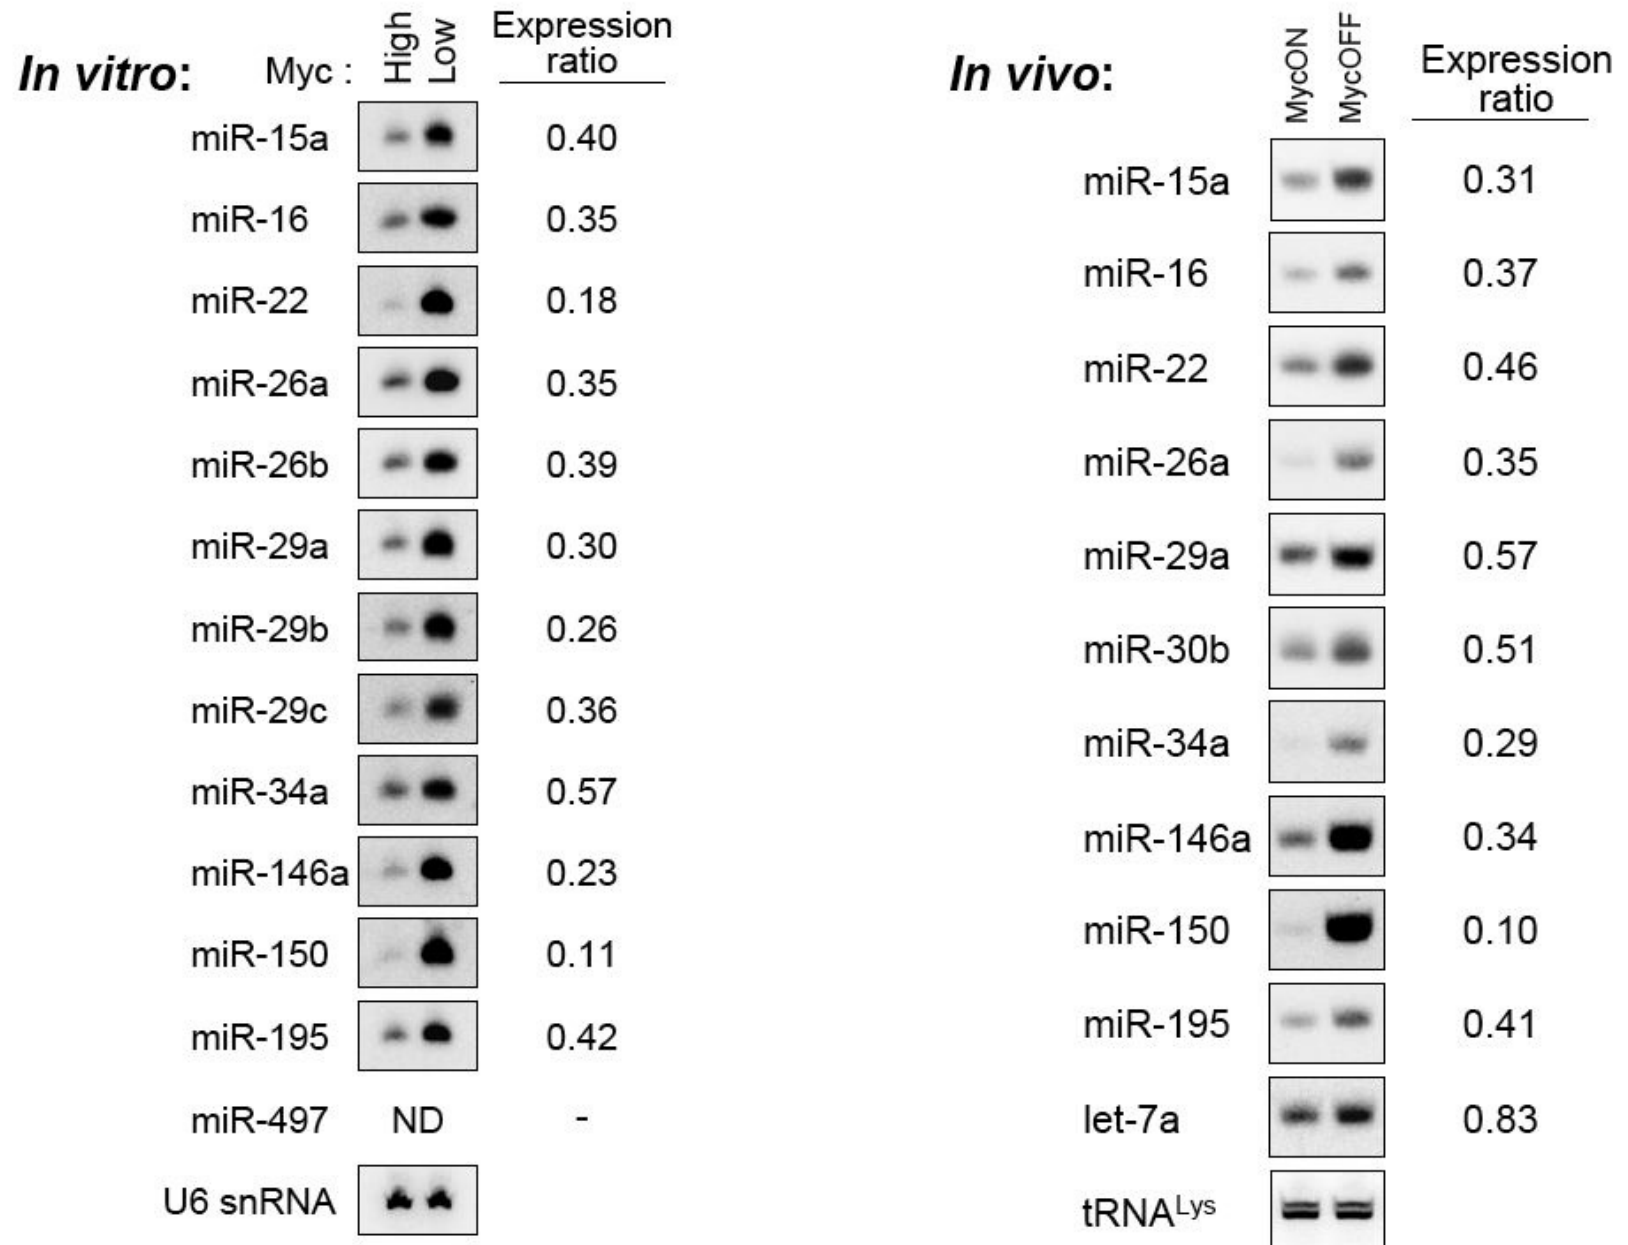 In vitro: Myc : High Low Expression ratio
miR-15a 0.40
miR-16 0.35
miR-22 0.18
miR-26a 0.35
miR-26b 0.39
miR-29a 0.30
miR-29b 0.26
miR-29c 0.36
miR-34a 0.57
miR-146a 0.23
miR-150 0.11
miR-195 0.42
miR-497 ND -
U6 snRNA
In vivo: MycON MycOFF Expression ratio
miR-15a 0.31
miR-16 0.37
miR-22 0.46
miR-26a 0.35
miR-29a 0.57
miR-30b 0.51
miR-34a 0.29
miR-146a 0.34
miR-150 0.10
miR-195 0.41
let-7a 0.83
tRNALys